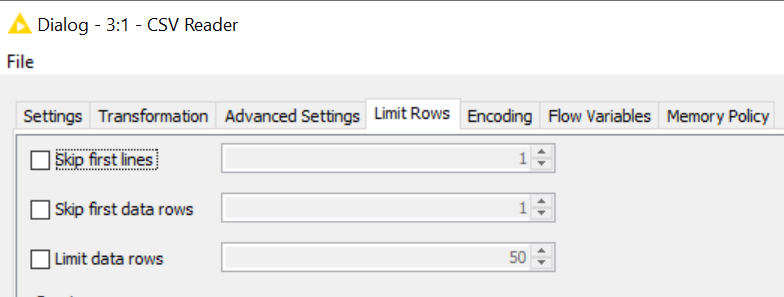 Dialog - 3:1 - CSV Reader
File
Settings Transformation Advanced Settings Limit Rows Encoding Flow Variables Memory Policy
Skip first lines 1
Skip first data rows 1
Limit data rows 50